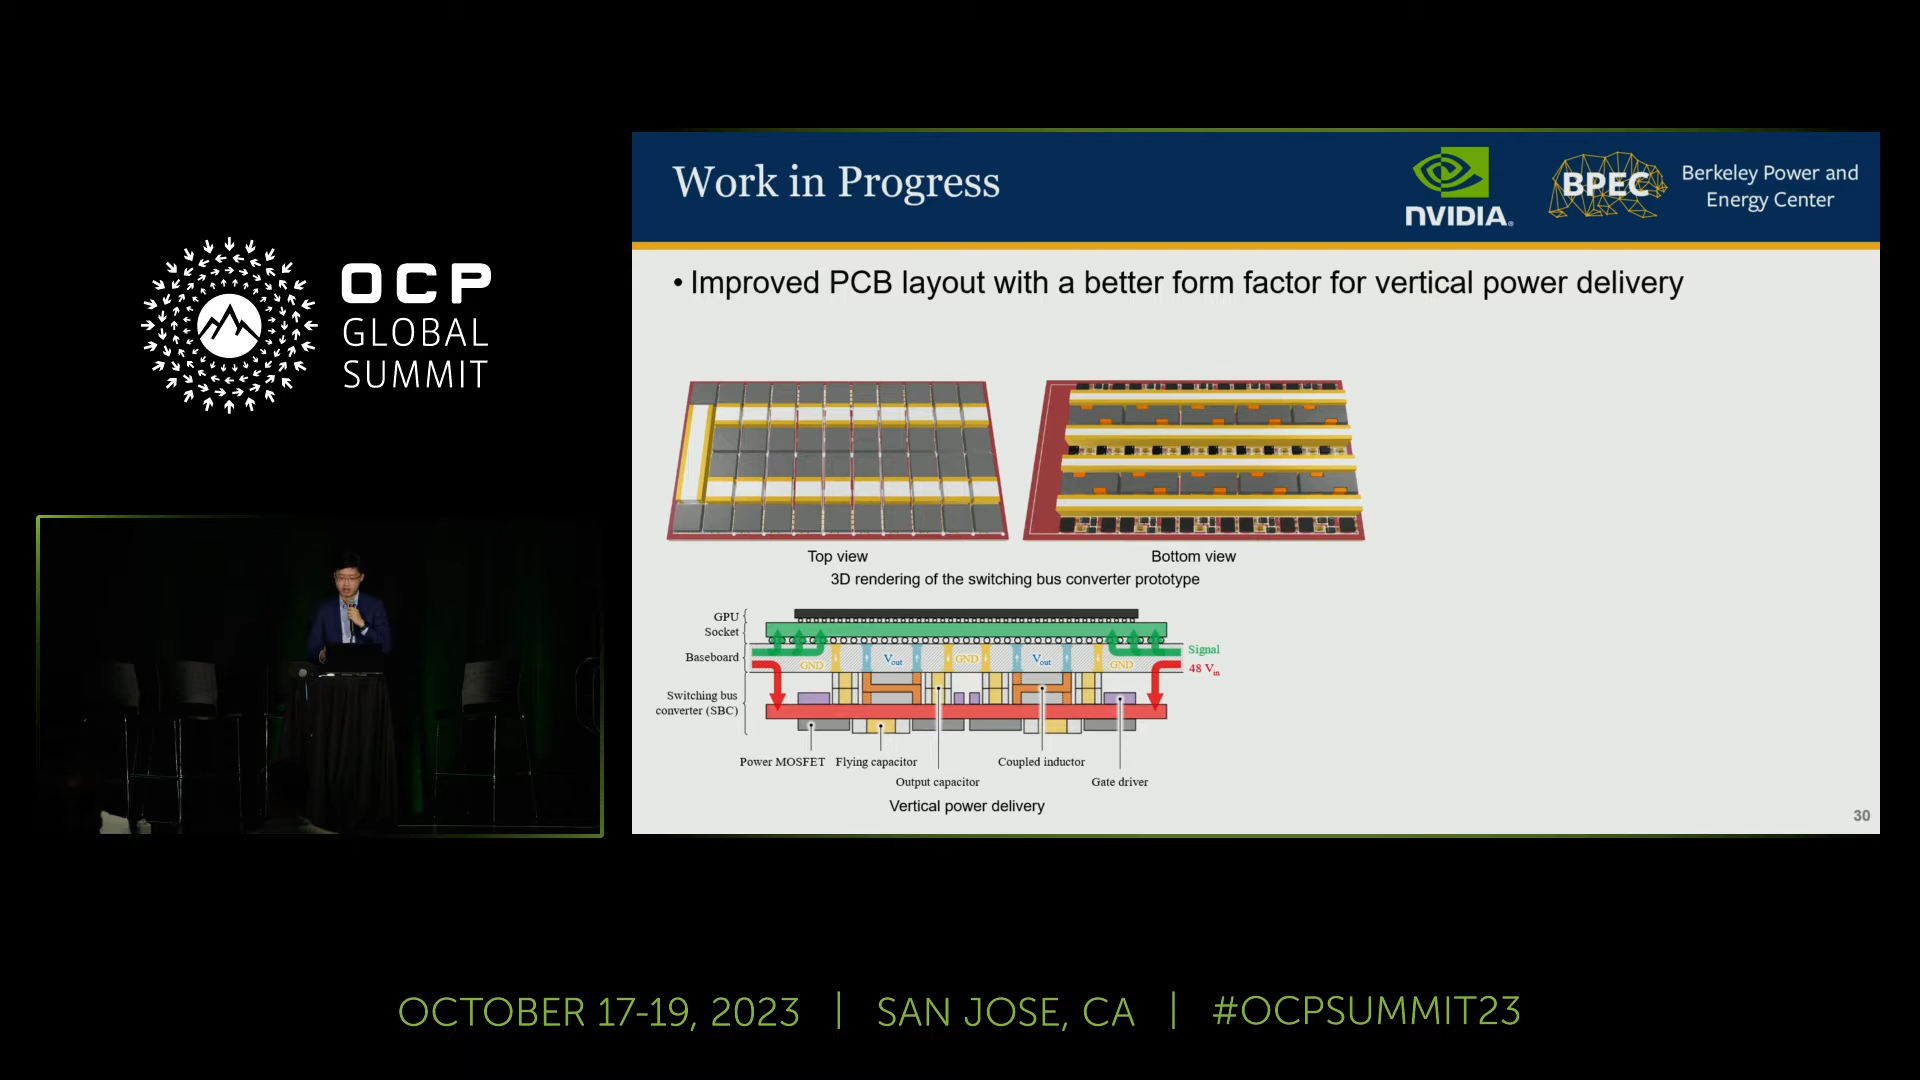 OCP
GLOBAL
SUMMIT
Work in Progress
NVIDIA
BPEC
Berkeley Power and
Energy Center
• Improved PCB layout with a better form factor for vertical power delivery
Top view
Bottom view
3D rendering of the switching bus converter prototype
GPU
Socket
Baseboard
Switching bus
converter (SBC)
GND
Vout
GND
Vout
GND
Signal
48 Vin
Power MOSFET
Flying capacitor
Output capacitor
Coupled inductor
Gate driver
Vertical power delivery
30
OCTOBER 17-19, 2023 | SAN JOSE, CA | #OCPSUMMIT23